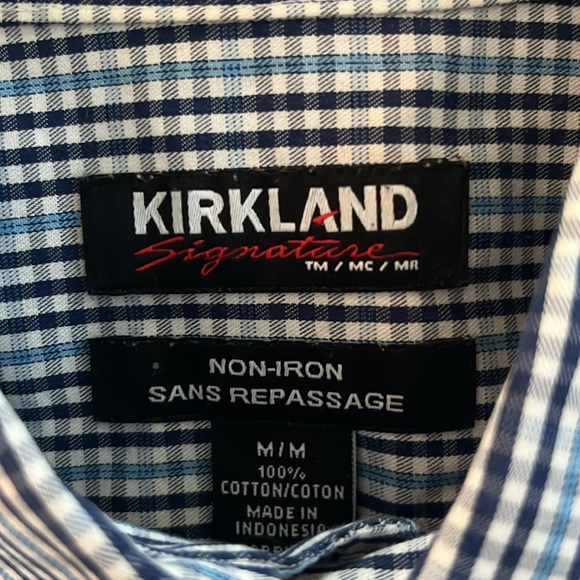 KIRKLAND
Signature
TM / MC / MR
NON-IRON
SANS REPASSAGE
M/M
100%
COTTON/COTON
MADE IN
INDONESIA